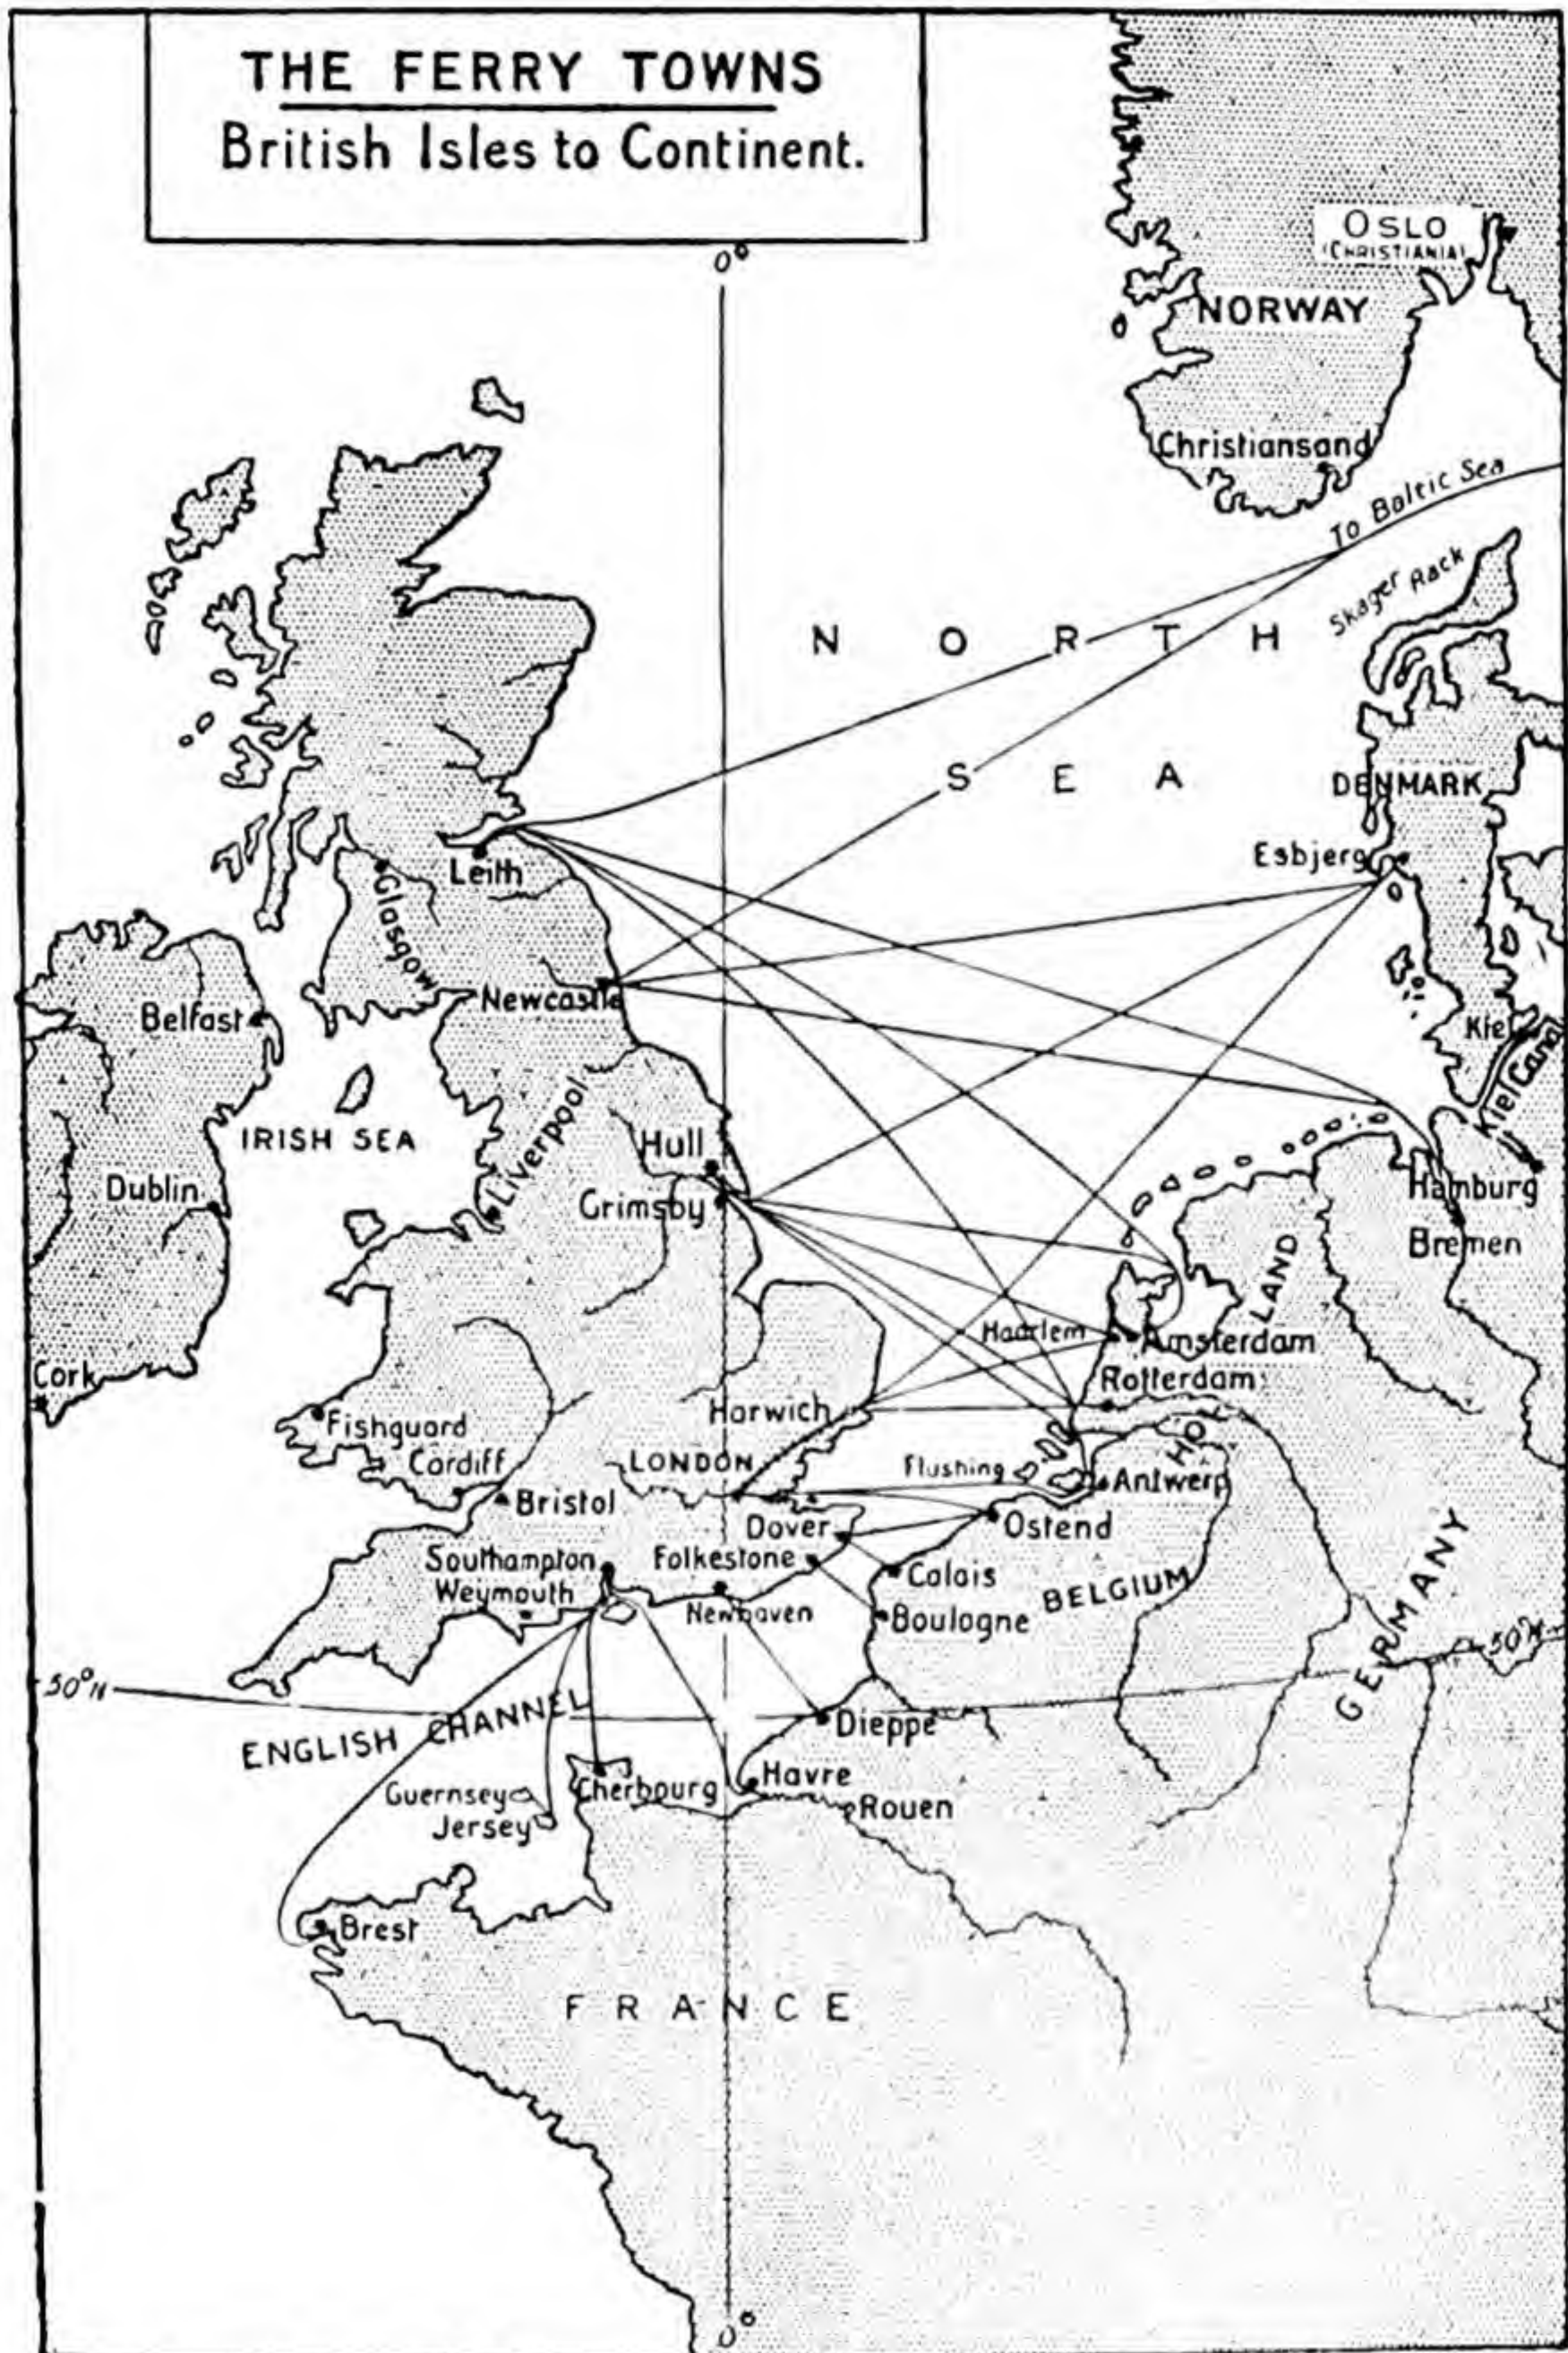 THE FERRY TOWNS
British Isles to Continent.
0°
OSLO
(CHRISTIANIA)
NORWAY
Christiansand
To Baltic Sea
Skager Rack
NORTH
SEA
DENMARK
Esbjerg
Leith
Glasgow
Newcastle
Belfast
Kiel
Kiel Canal
IRISH SEA
Liverpool
Hull
Dublin
Grimsby
Hamburg
Bremen
HOLLAND
Haarlem
Amsterdam
Cork
Rotterdam
Harwich
Fishguard
Cardiff
LONDON
Flushing
Antwerp
Bristol
Dover
Ostend
Southampton
Folkestone
Calais
Weymouth
Newhaven
BELGIUM
Boulogne
GERMANY
50°N
50°N
ENGLISH CHANNEL
Dieppe
Guernsey
Cherbourg
Havre
Jersey
Rouen
Brest
FRANCE
0°